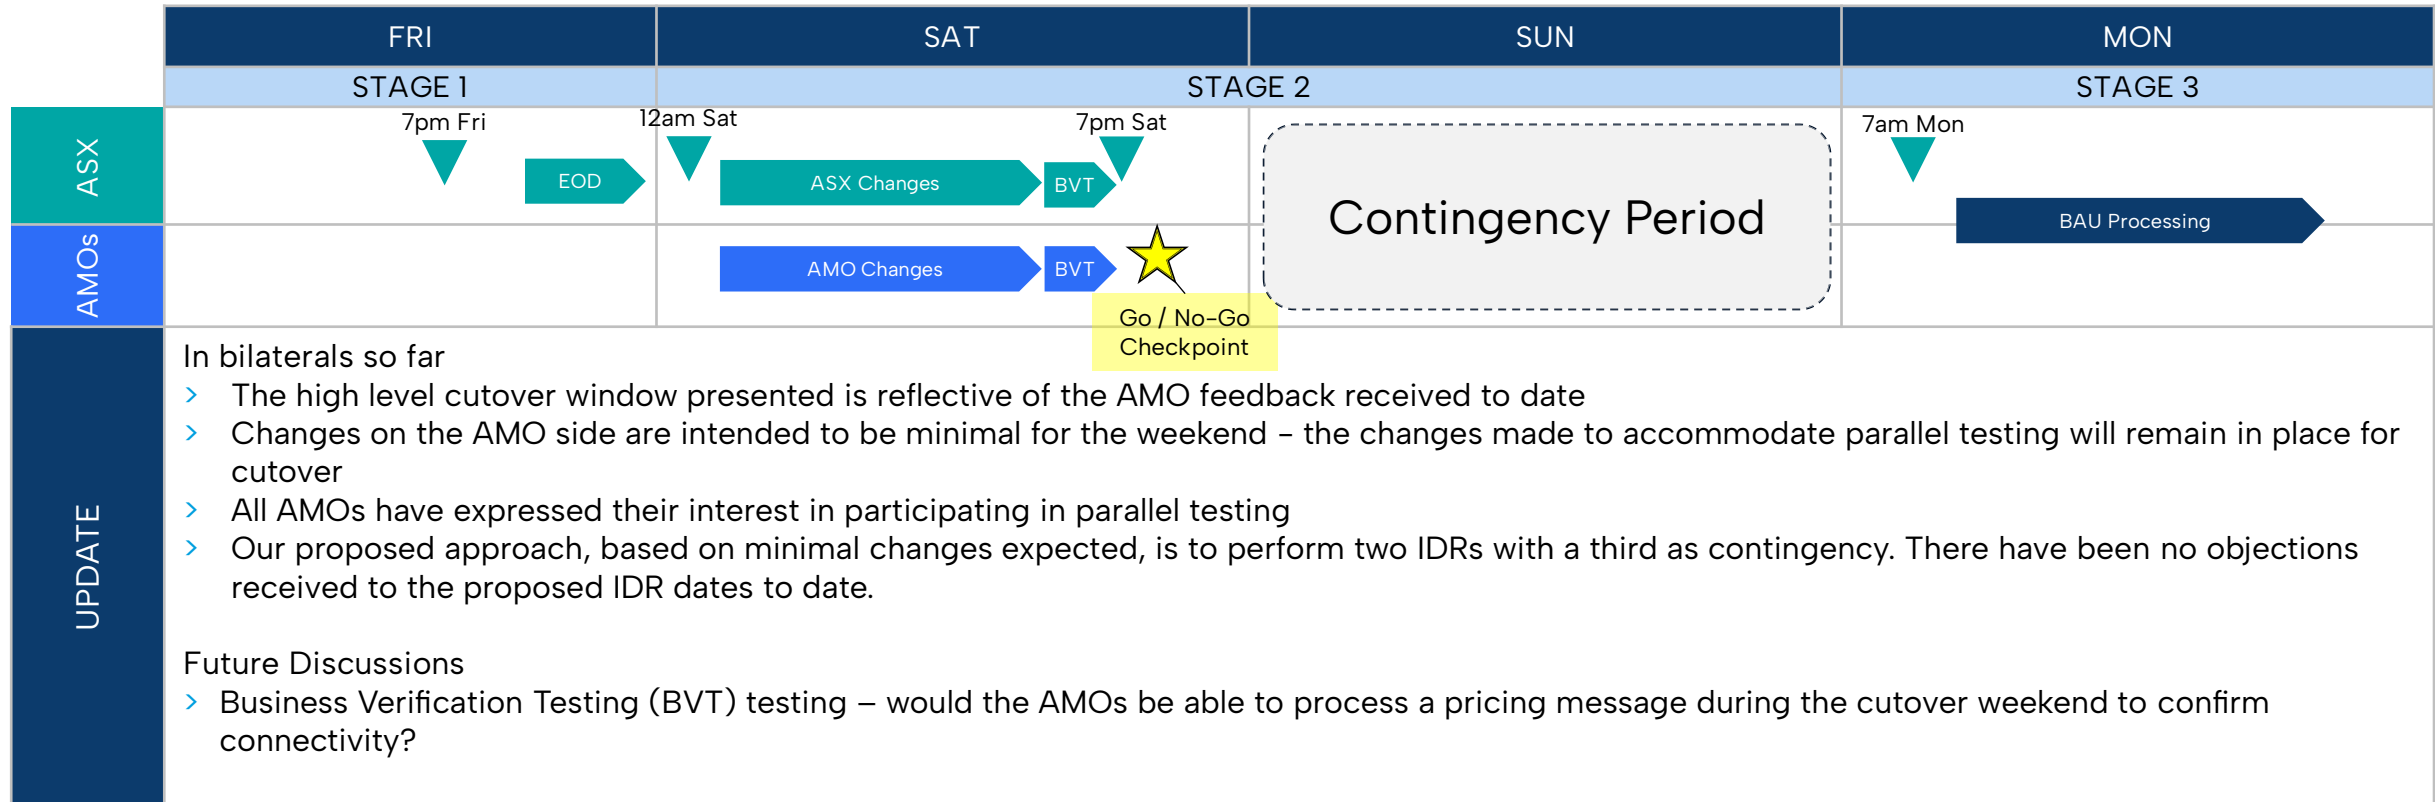 FRI
SAT
SUN
MON
STAGE 1
STAGE 2
STAGE 3
ASX
7pm Fri
12am Sat
7pm Sat
7am Mon
EOD
ASX Changes
BVT
Contingency Period
BAU Processing
AMOs
AMO Changes
BVT
Go / No-Go
Checkpoint
UPDATE
In bilaterals so far
> The high level cutover window presented is reflective of the AMO feedback received to date
> Changes on the AMO side are intended to be minimal for the weekend – the changes made to accommodate parallel testing will remain in place for
cutover
> All AMOs have expressed their interest in participating in parallel testing
> Our proposed approach, based on minimal changes expected, is to perform two IDRs with a third as contingency. There have been no objections
received to the proposed IDR dates to date.
Future Discussions
> Business Verification Testing (BVT) testing – would the AMOs be able to process a pricing message during the cutover weekend to confirm
connectivity?